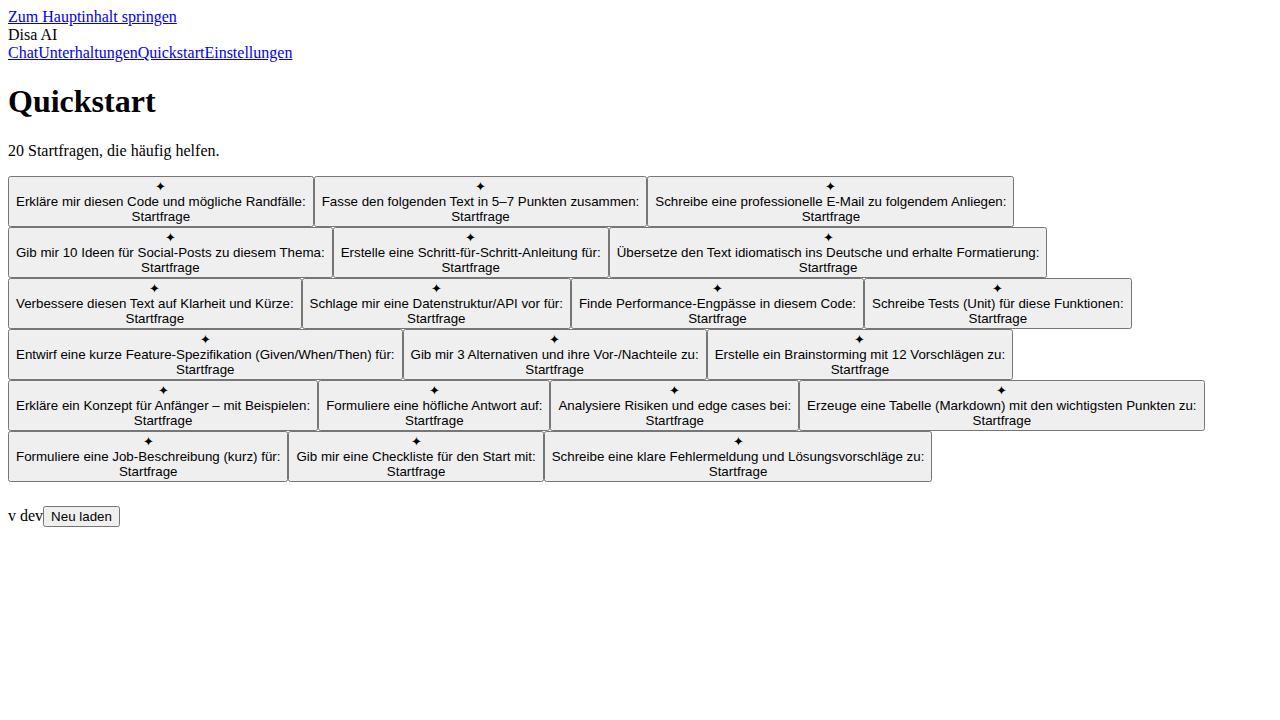 Zum Hauptinhalt springen
Disa AI
ChatUnterhaltungenQuickstartEinstellungen
Quickstart
20 Startfragen, die häufig helfen.
✦
Erkläre mir diesen Code und mögliche Randfälle:
Startfrage
✦
Fasse den folgenden Text in 5–7 Punkten zusammen:
Startfrage
✦
Schreibe eine professionelle E-Mail zu folgendem Anliegen:
Startfrage
✦
Gib mir 10 Ideen für Social-Posts zu diesem Thema:
Startfrage
✦
Erstelle eine Schritt-für-Schritt-Anleitung für:
Startfrage
✦
Übersetze den Text idiomatisch ins Deutsche und erhalte Formatierung:
Startfrage
✦
Verbessere diesen Text auf Klarheit und Kürze:
Startfrage
✦
Schlage mir eine Datenstruktur/API vor für:
Startfrage
✦
Finde Performance-Engpässe in diesem Code:
Startfrage
✦
Schreibe Tests (Unit) für diese Funktionen:
Startfrage
✦
Entwirf eine kurze Feature-Spezifikation (Given/When/Then) für:
Startfrage
✦
Gib mir 3 Alternativen und ihre Vor-/Nachteile zu:
Startfrage
✦
Erstelle ein Brainstorming mit 12 Vorschlägen zu:
Startfrage
✦
Erkläre ein Konzept für Anfänger – mit Beispielen:
Startfrage
✦
Formuliere eine höfliche Antwort auf:
Startfrage
✦
Analysiere Risiken und edge cases bei:
Startfrage
✦
Erzeuge eine Tabelle (Markdown) mit den wichtigsten Punkten zu:
Startfrage
✦
Formuliere eine Job-Beschreibung (kurz) für:
Startfrage
✦
Gib mir eine Checkliste für den Start mit:
Startfrage
✦
Schreibe eine klare Fehlermeldung und Lösungsvorschläge zu:
Startfrage
v dev Neu laden